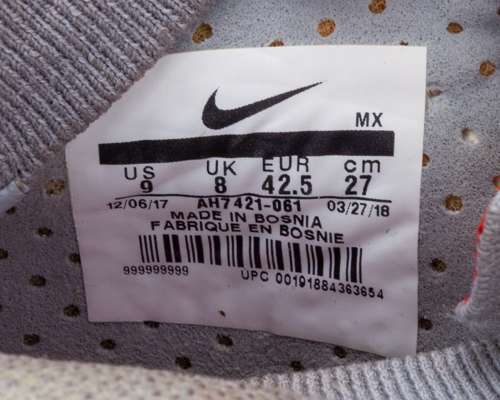 MX
US UK EUR cm
9 8 42.5 27
12/06/17 AH7421-061 03/27/18
MADE IN BOSNIA
FABRIQUE EN BOSNIE
999999999 UPC 00191884363654